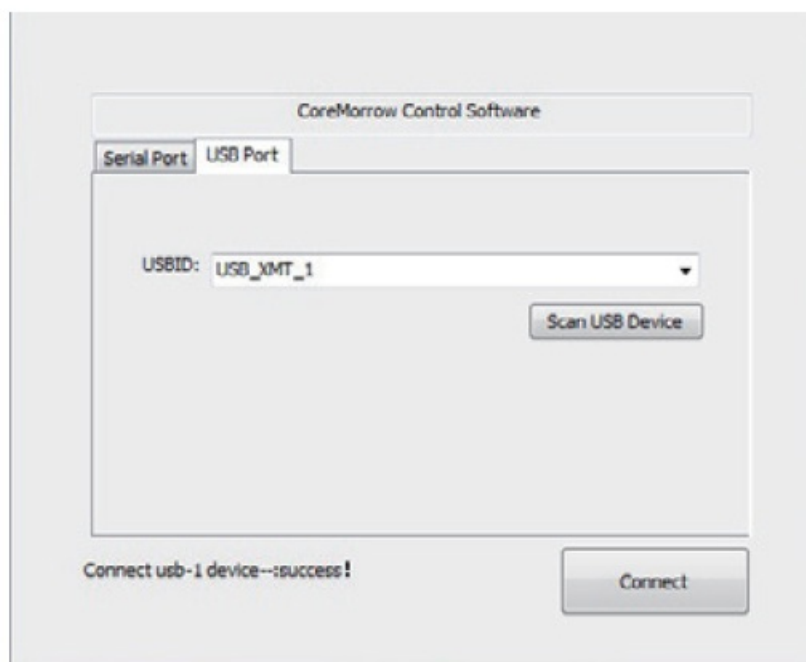 CoreMorrow Control Software
Serial Port USB Port
USBID: USB_XMT_1
Scan USB Device
Connect usb-1 device--:success!
Connect